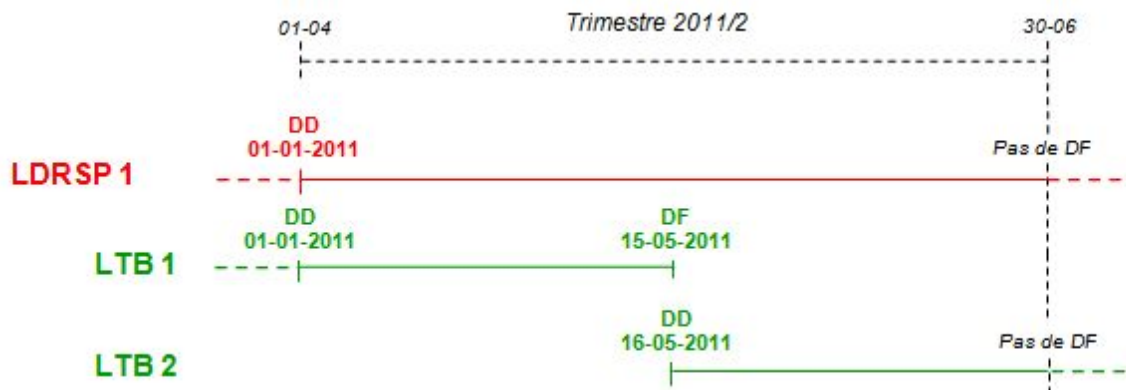 01-04
Trimestre 2011/2
30-06
DD
01-01-2011
Pas de DF
LDRSP 1
DD
01-01-2011
DF
15-05-2011
LTB 1
DD
16-05-2011
Pas de DF
LTB 2